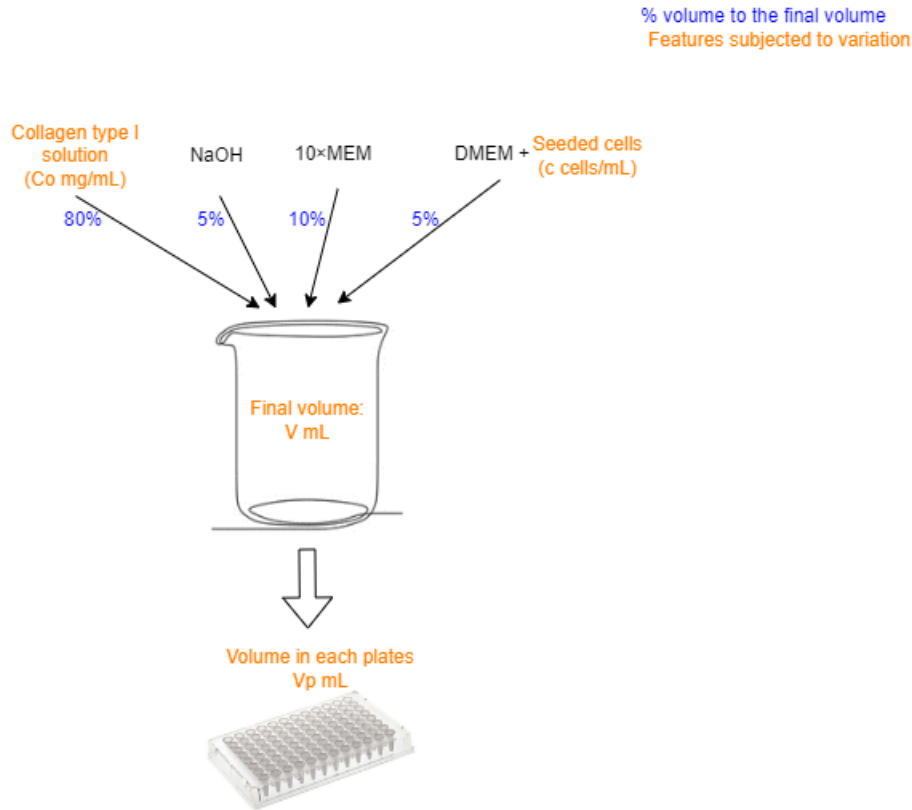 % volume to the final volume
Features subjected to variation
Collagen type I
solution
(Co mg/mL)
NaOH
10×MEM
DMEM + Seeded cells
(c cells/mL)
80%
5%
10%
5%
Final volume:
V mL
Volume in each plates
Vp mL